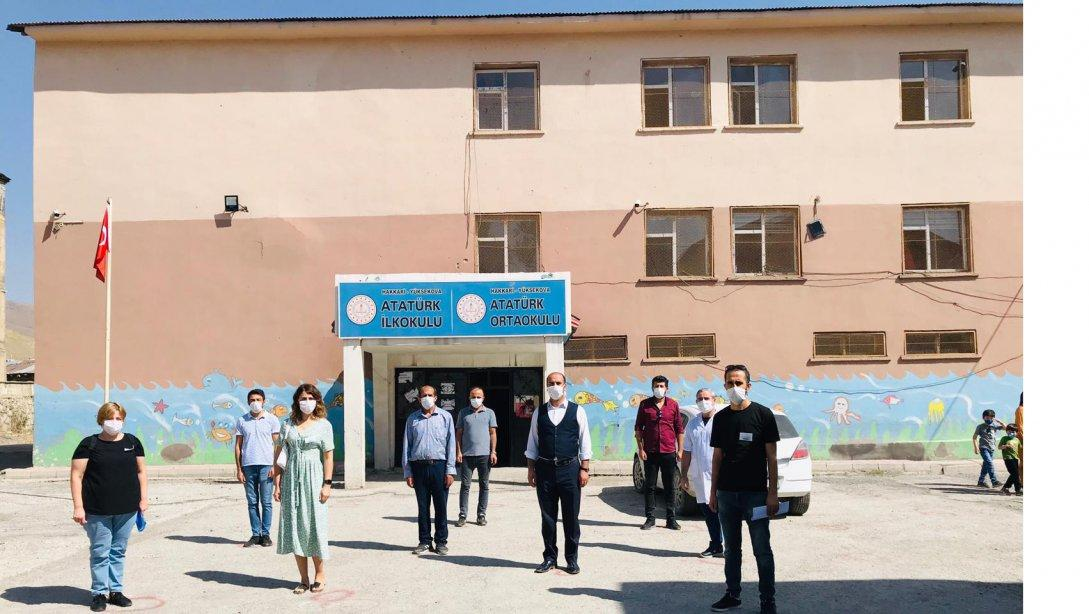 HAKKARİ - YÜKSEKOVA
ATATÜRK
İLKOKULU
HAKKARİ - YÜKSEKOVA
ATATÜRK
ORTAOKULU